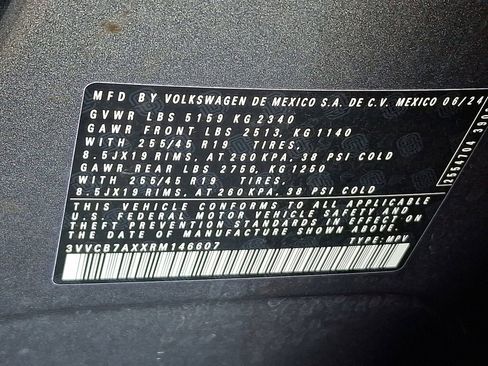 MFD BY VOLKSWAGEN DE MEXICO S.A. DE C.V. MEXICO 06/24
GVWR LBS 5159 KG 2340
GAWR FRONT LBS 2513, KG 1140
WITH 255/45 R19 TIRES,
8.5JX19 RIMS, AT 260 KPA, 38 PSI COLD
GAWR REAR LBS 2756, KG 1250
WITH 255/45 R19 TIRES,
8.5JX19 RIMS, AT 260 KPA, 38 PSI COLD
THIS VEHICLE CONFORMS TO ALL APPLICABLE
U.S. FEDERAL MOTOR VEHICLE SAFETY AND
THEFT PREVENTION STANDARDS IN EFFECT ON
THE DATE OF MANUFACTURE SHOWN ABOVE.
3VVCB7AXXRM146607 TYPE: MPV